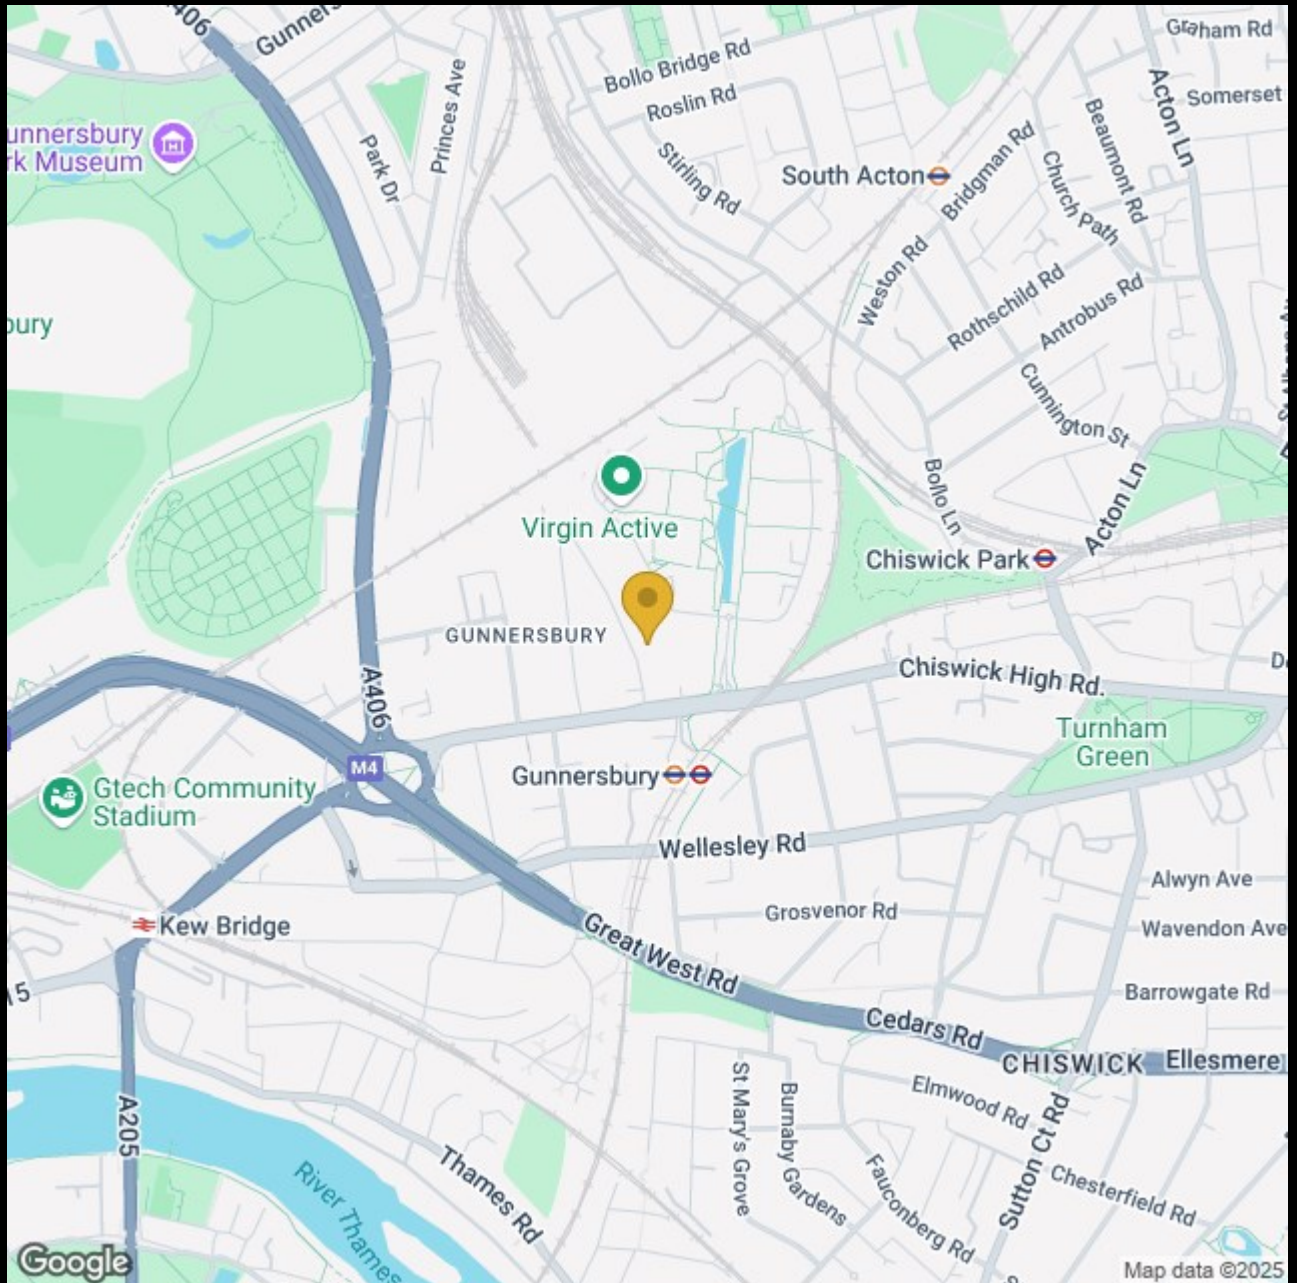 A406
Gunners
Graham Rd
Bollo Bridge Rd
Roslin Rd
Princes Ave
Acton Ln
Somerset
unnersbury
rk Museum
Park Dr
Stirling Rd
South Acton
Bridgman Rd
Beaumont Rd
Church Path
Weston Rd
Rothschild Rd
Antrobus Rd
bury
Cunnington St
Bollo Ln
Acton Ln
Virgin Active
Chiswick Park
GUNNERSBURY
Chiswick High Rd.
A406
Turnham
Green
M4
Gunnersbury
Gtech Community
Stadium
Wellesley Rd
Alwyn Ave
Grosvenor Rd
Kew Bridge
Wavendon Ave
Great West Rd
15
Barrowgate Rd
Cedars Rd
CHISWICK
Ellesmere
A205
Elmwood Rd
St Mary's Grove
Burnaby Gardens
Sutton Ct Rd
Thames Rd
River Thames
Fauconberg Rd
Chesterfield Rd
Google
Map data ©2025